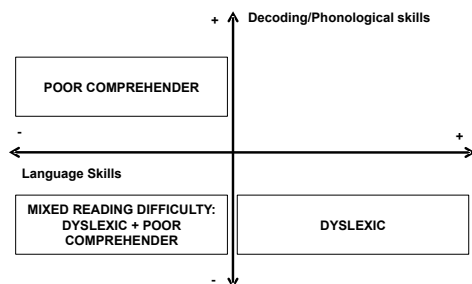 + Decoding/Phonological skills
POOR COMPREHENDER
- +
Language Skills
MIXED READING DIFFICULTY:
DYSLEXIC + POOR
COMPREHENDER
DYSLEXIC
-